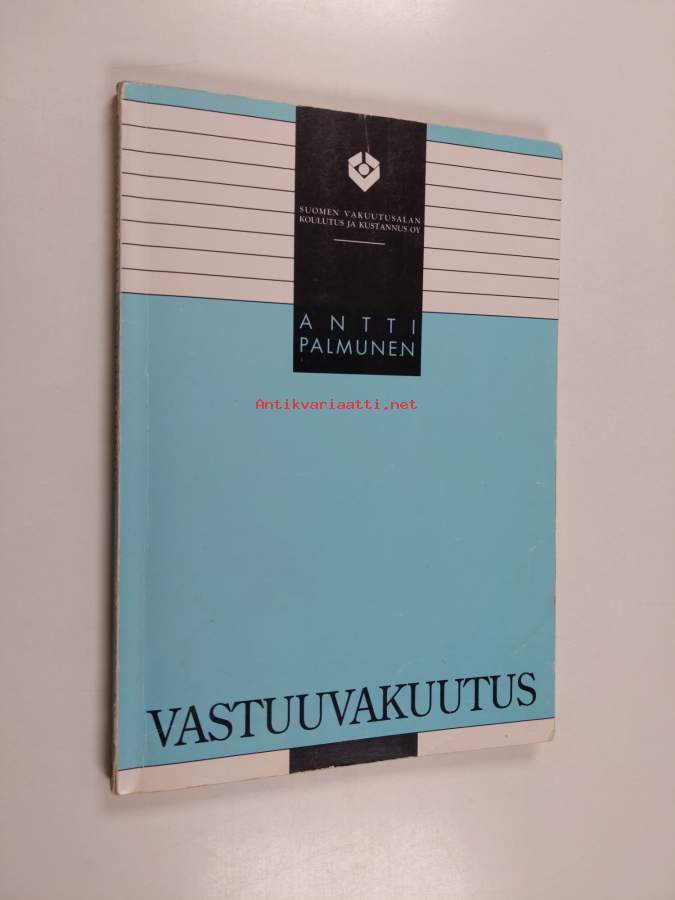 SUOMEN VAKUUTUSALAN
KOULUTUS JA KUSTANNUS OY
ANTTI
PALMUNEN
Antikvariaatti.net
VASTUUVAKUUTUS